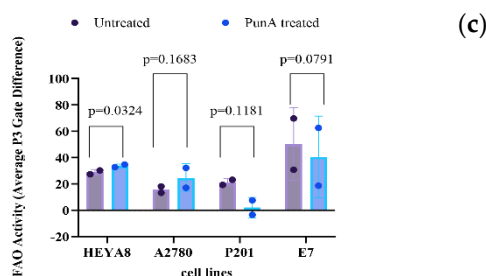 Untreated PunA treated (c)
p=0.1683 p=0.0791
p=0.0324 p=0.1181
FAO Activity (Average P3 Gate Difference)
100
80
60
40
20
0
-20
HEYA8 A2780 P201 E7
cell lines